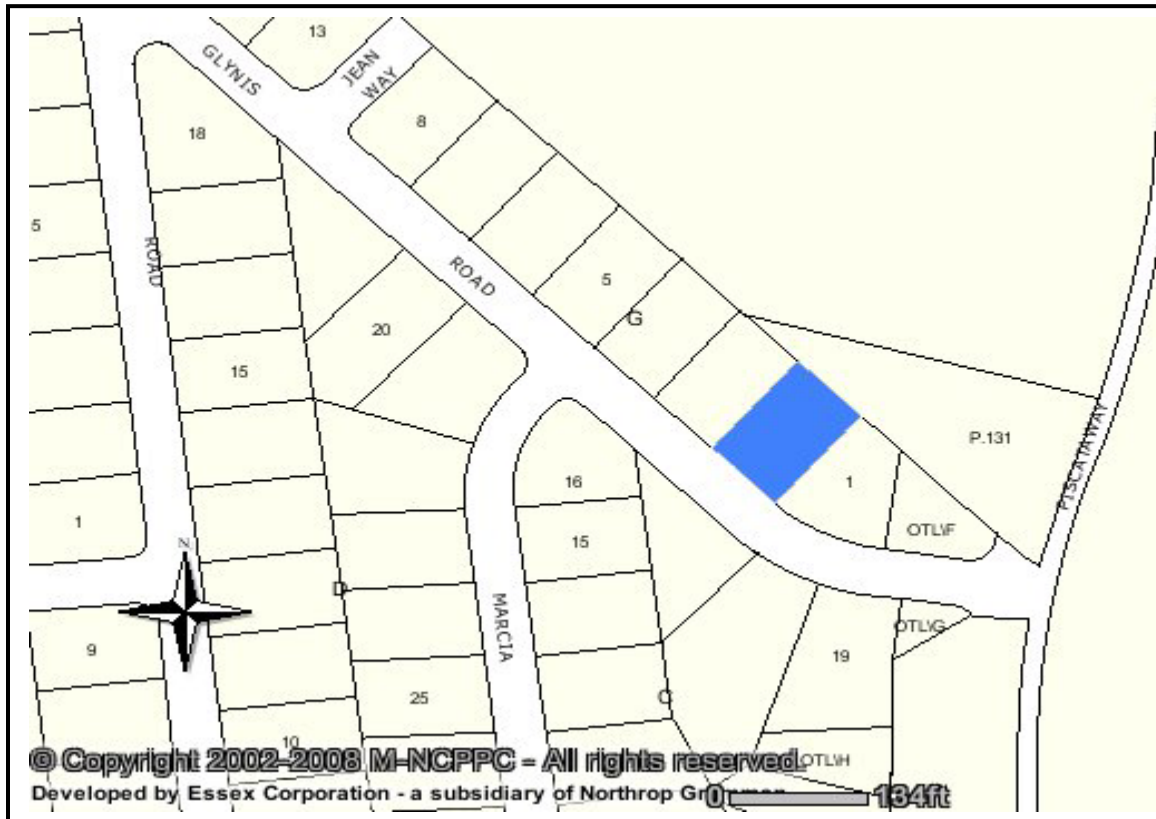 13
GLYNIS
JEAN
WAY
8
18
5
ROAD
ROAD
5
G
20
15
P.131
PISCATAWAY
16
1
15
OTL\F
1
N
D
MARCIA
OTL\G
9
19
25
C
10
OTL\H
© Copyright 2002-2008 M-NCPPC - All rights reserved.
Developed by Essex Corporation - a subsidiary of Northrop Grumman
0 134ft